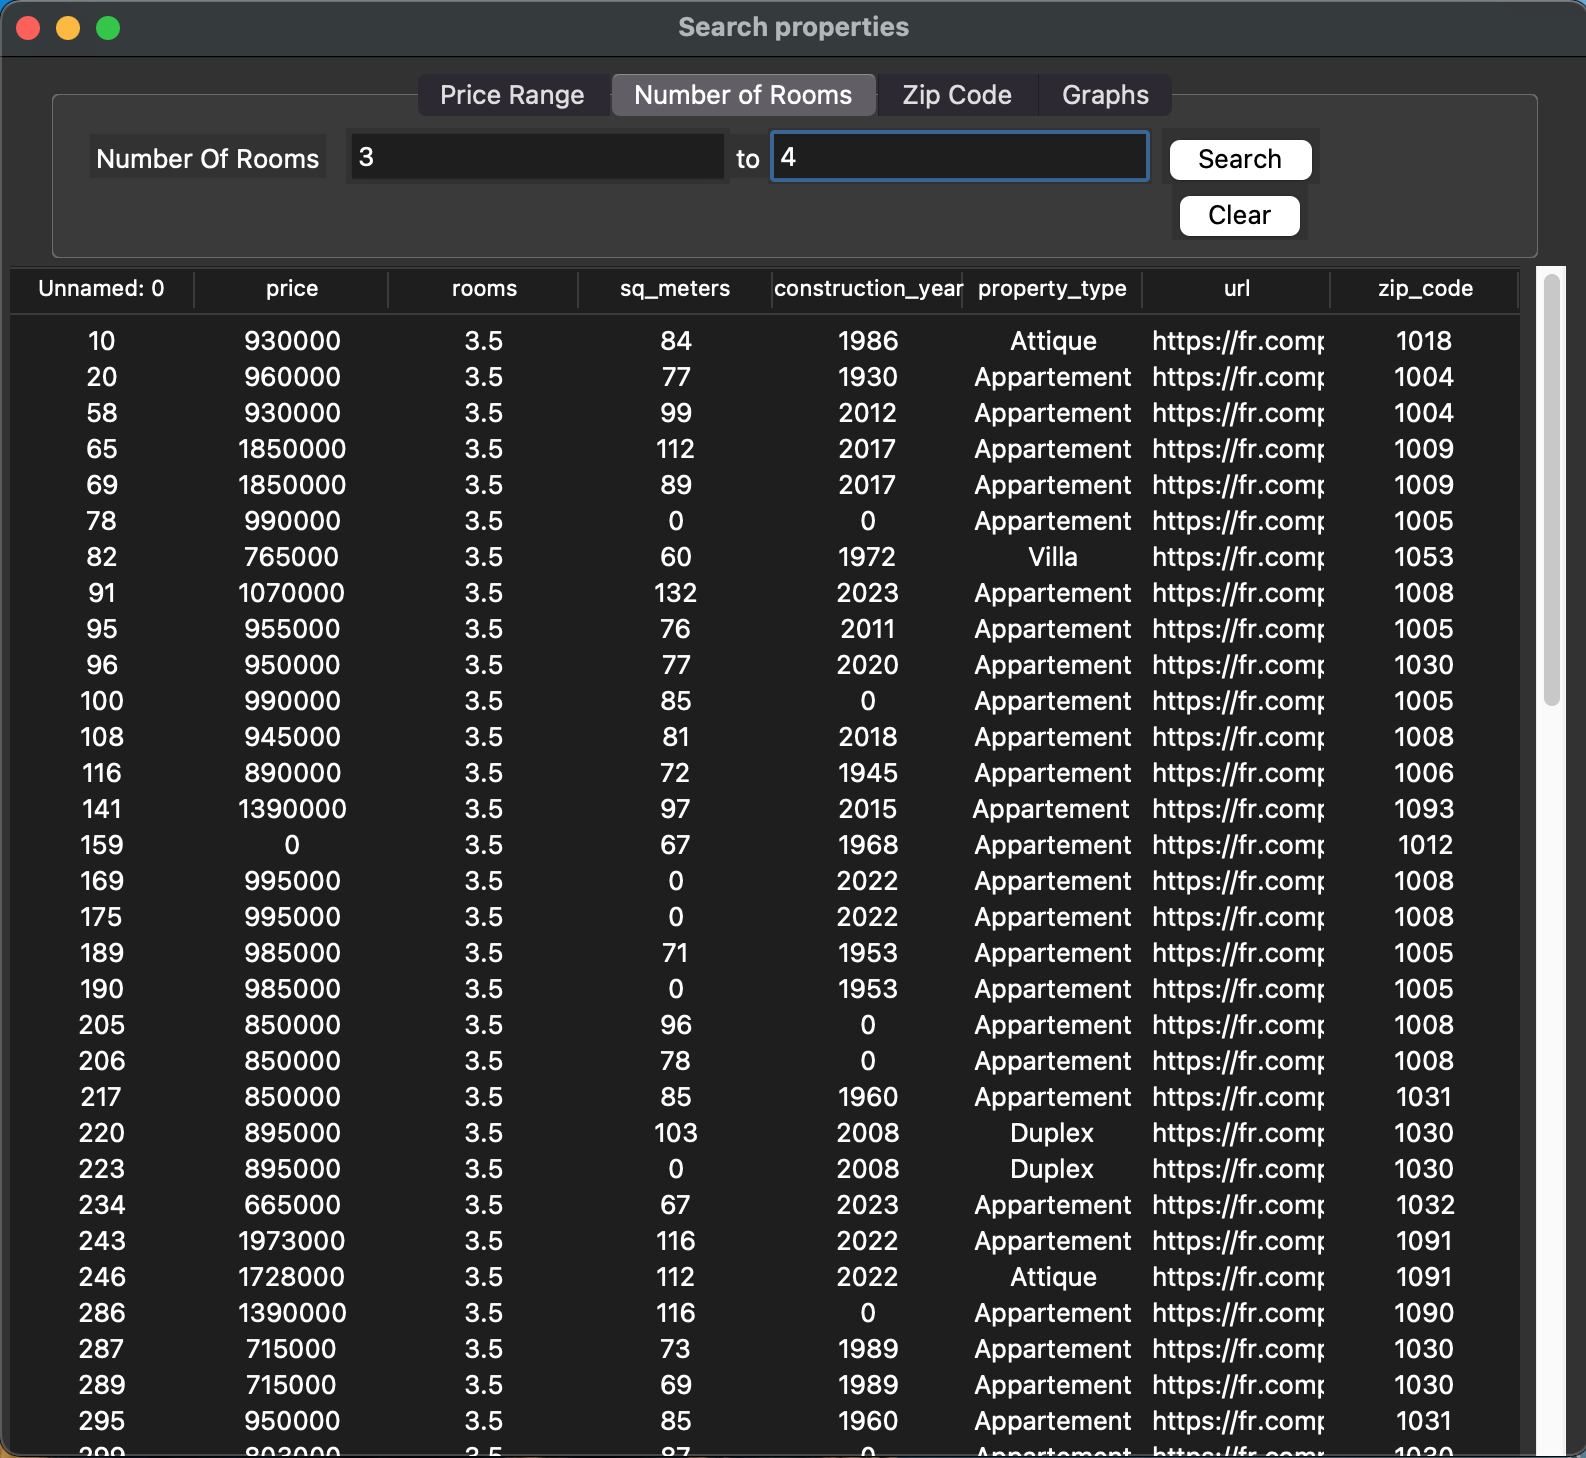 Search properties
Price Range Number of Rooms Zip Code Graphs
Number Of Rooms 3 to 4 Search
Clear
Unnamed: 0 price rooms sq_meters construction_year property_type url zip_code
10 930000 3.5 84 1986 Attique https://fr.comp 1018
20 960000 3.5 77 1930 Appartement https://fr.comp 1004
58 930000 3.5 99 2012 Appartement https://fr.comp 1004
65 1850000 3.5 112 2017 Appartement https://fr.comp 1009
69 1850000 3.5 89 2017 Appartement https://fr.comp 1009
78 990000 3.5 0 0 Appartement https://fr.comp 1005
82 765000 3.5 60 1972 Villa https://fr.comp 1053
91 1070000 3.5 132 2023 Appartement https://fr.comp 1008
95 955000 3.5 76 2011 Appartement https://fr.comp 1005
96 950000 3.5 77 2020 Appartement https://fr.comp 1030
100 990000 3.5 85 0 Appartement https://fr.comp 1005
108 945000 3.5 81 2018 Appartement https://fr.comp 1008
116 890000 3.5 72 1945 Appartement https://fr.comp 1006
141 1390000 3.5 97 2015 Appartement https://fr.comp 1093
159 0 3.5 67 1968 Appartement https://fr.comp 1012
169 995000 3.5 0 2022 Appartement https://fr.comp 1008
175 995000 3.5 0 2022 Appartement https://fr.comp 1008
189 985000 3.5 71 1953 Appartement https://fr.comp 1005
190 985000 3.5 0 1953 Appartement https://fr.comp 1005
205 850000 3.5 96 0 Appartement https://fr.comp 1008
206 850000 3.5 78 0 Appartement https://fr.comp 1008
217 850000 3.5 85 1960 Appartement https://fr.comp 1031
220 895000 3.5 103 2008 Duplex https://fr.comp 1030
223 895000 3.5 0 2008 Duplex https://fr.comp 1030
234 665000 3.5 67 2023 Appartement https://fr.comp 1032
243 1973000 3.5 116 2022 Appartement https://fr.comp 1091
246 1728000 3.5 112 2022 Attique https://fr.comp 1091
286 1390000 3.5 116 0 Appartement https://fr.comp 1090
287 715000 3.5 73 1989 Appartement https://fr.comp 1030
289 715000 3.5 69 1989 Appartement https://fr.comp 1030
295 950000 3.5 85 1960 Appartement https://fr.comp 1031